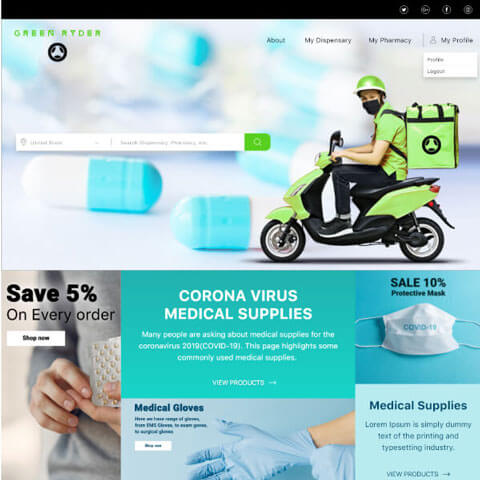 GREEN RYDER
About My Dispensary My Pharmacy My Profile
Profile
Logout
United States Search Dispensary, Pharmacy, etc.
Save 5%
On Every order
Shop now
CORONA VIRUS
MEDICAL SUPPLIES
Many people are asking about medical supplies for the
coronavirus 2019(COVID-19). This page highlights some
commonly used medical supplies.
VIEW PRODUCTS →
Medical Gloves
Here we have range of gloves,
from EMS Gloves, to exam gloves,
to surgical gloves
Shop now
SALE 10%
Protective Mask
COVID-19
Medical Supplies
Lorem Ipsum is simply dummy
text of the printing and
typesetting industry.
VIEW PRODUCTS →